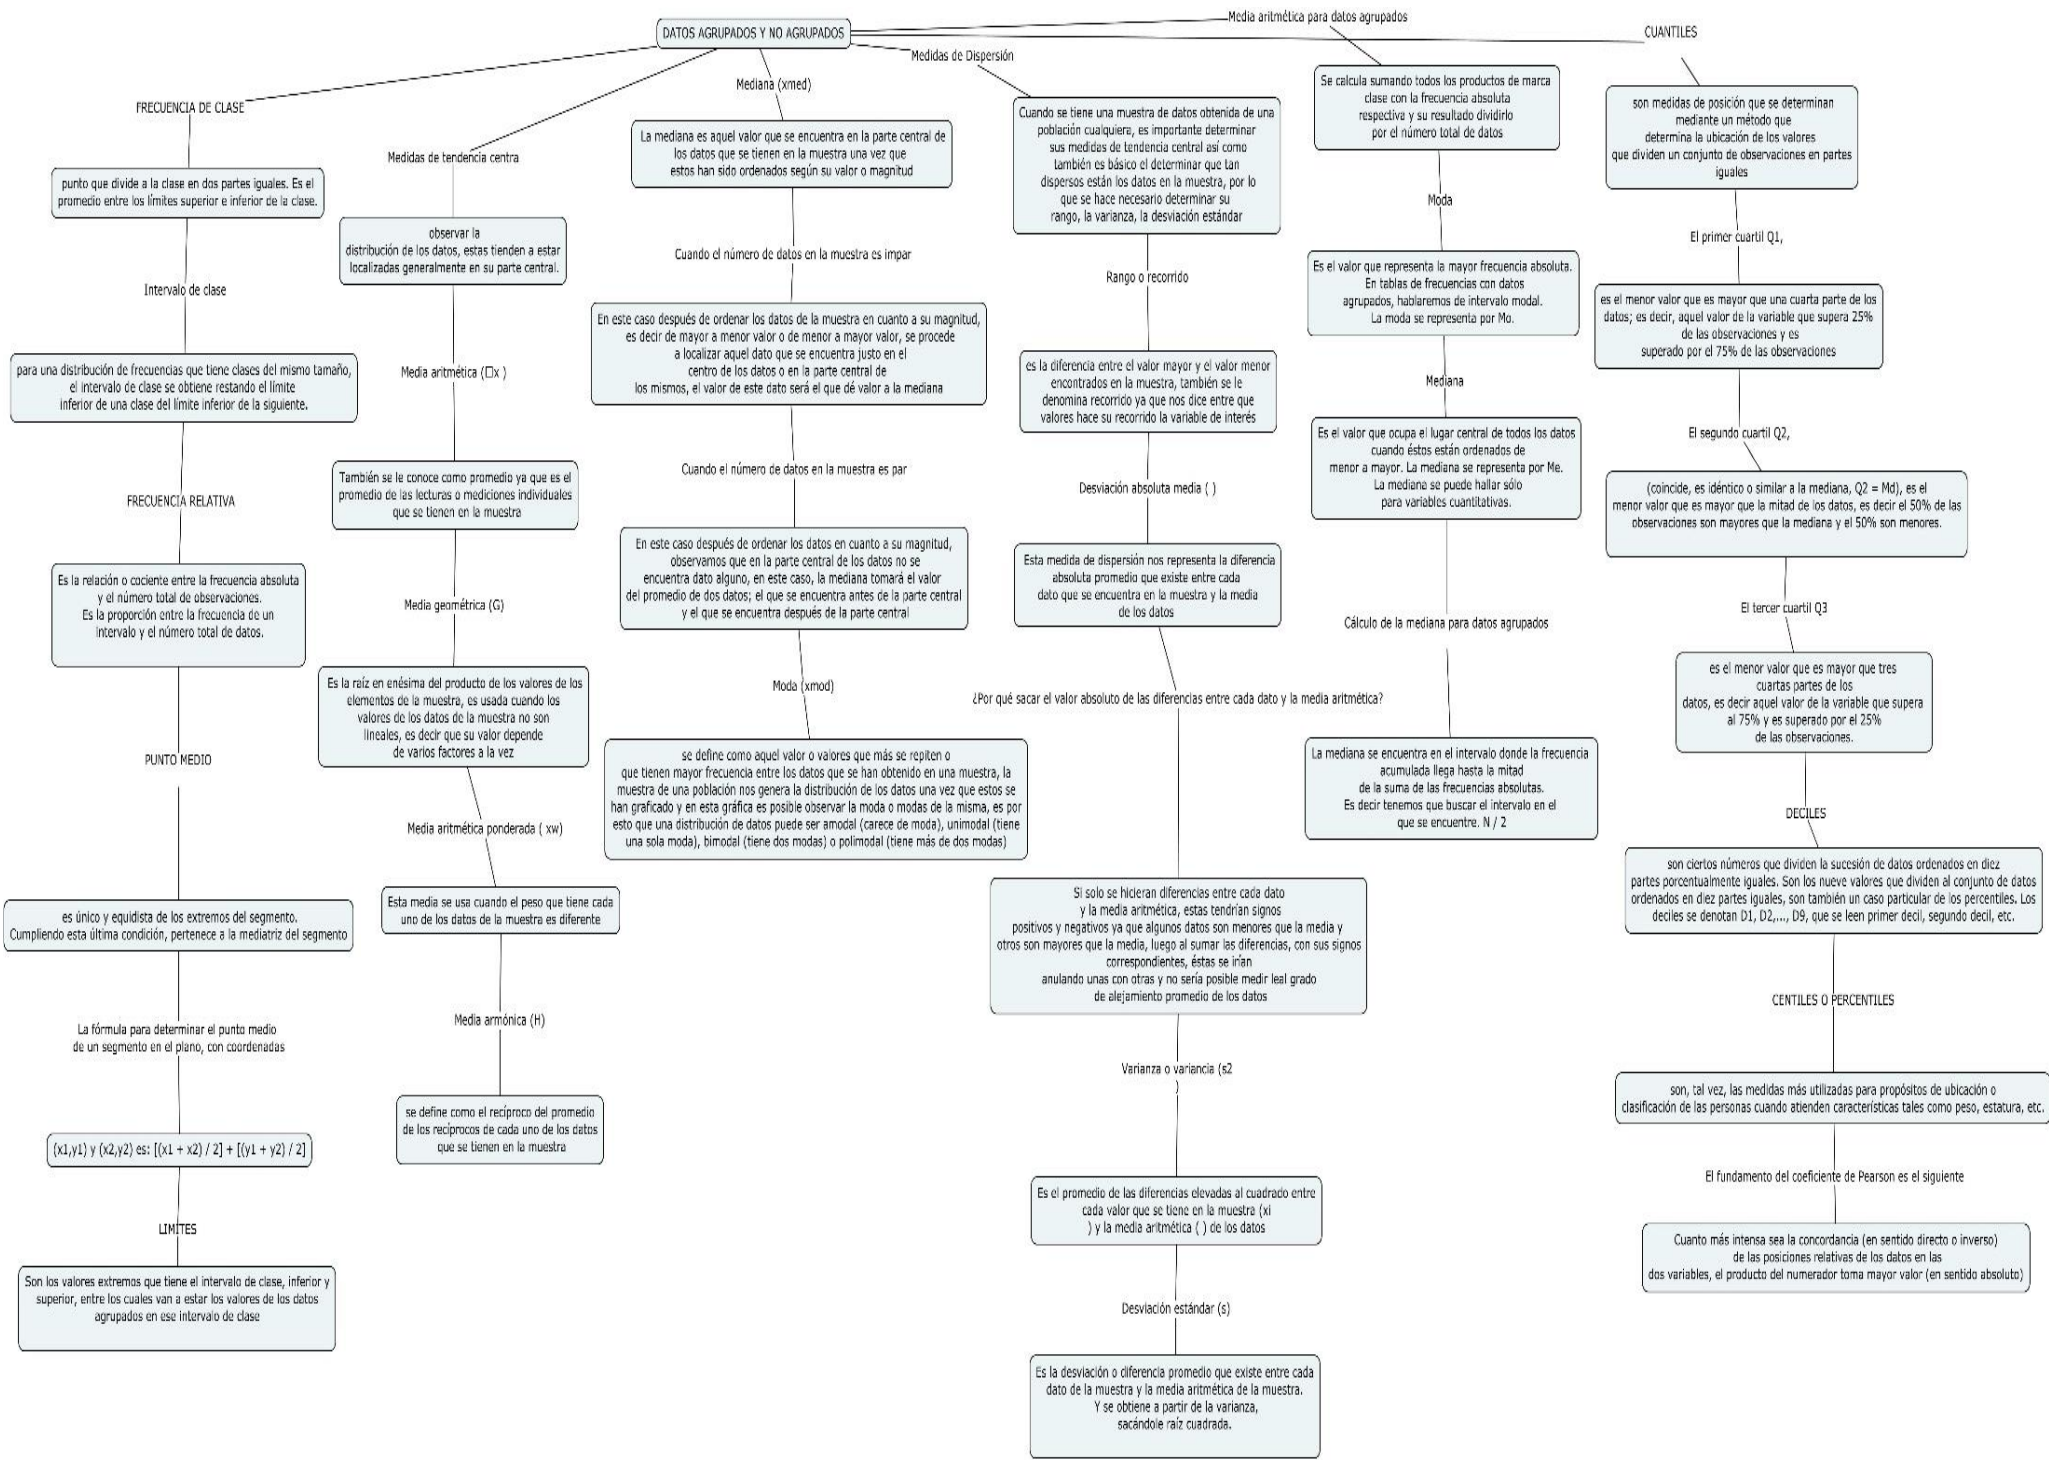 DATOS AGRUPADOS Y NO AGRUPADOS
FRECUENCIA DE CLASE
punto que divide a la clase en dos partes iguales. Es el
promedio entre los límites superior e inferior de la clase.
Intervalo de clase
para una distribución de frecuencias que tiene clases del mismo tamaño,
el intervalo de clase se obtiene restando el límite
inferior de una clase del límite inferior de la siguiente.
FRECUENCIA RELATIVA
Es la relación o cociente entre la frecuencia absoluta
y el número total de observaciones.
Es la proporción entre la frecuencia de un
intervalo y el número total de datos.
PUNTO MEDIO
es único y equidista de los extremos del segmento.
Cumpliendo esta última condición, pertenece a la mediatriz del segmento
La fórmula para determinar el punto medio
de un segmento en el plano, con coordenadas
(x1,y1) y (x2,y2) es: [(x1 + x2) / 2] + [(y1 + y2) / 2]
LIMITES
Son los valores extremos que tiene el intervalo de clase, inferior y
superior, entre los cuales van a estar los valores de los datos
agrupados en ese intervalo de clase
Medidas de tendencia centra
observar la
distribución de los datos, estas tienden a estar
localizadas generalmente en su parte central.
Media aritmética (□x )
También se le conoce como promedio ya que es el
promedio de las lecturas o mediciones individuales
que se tienen en la muestra
Media geométrica (G)
Es la raíz en enésima del producto de los valores de los
elementos de la muestra, es usada cuando los
valores de los datos de la muestra no son
lineales, es decir que su valor depende
de varios factores a la vez
Media aritmética ponderada ( xw)
Esta media se usa cuando el peso que tiene cada
uno de los datos de la muestra es diferente
Media armónica (H)
se define como el recíproco del promedio
de los recíprocos de cada uno de los datos
que se tienen en la muestra
Mediana (xmed)
La mediana es aquel valor que se encuentra en la parte central de
los datos que se tienen en la muestra una vez que
estos han sido ordenados según su valor o magnitud
Cuando el número de datos en la muestra es impar
En este caso después de ordenar los datos de la muestra en cuanto a su magnitud,
es decir de mayor a menor valor o de menor a mayor valor, se procede
a localizar aquel dato que se encuentra justo en el
centro de los datos o en la parte central de
los mismos, el valor de este dato será el que dé valor a la mediana
Cuando el número de datos en la muestra es par
En este caso después de ordenar los datos en cuanto a su magnitud,
observamos que en la parte central de los datos no se
encuentra dato alguno, en este caso, la mediana tomará el valor
del promedio de dos datos; el que se encuentra antes de la parte central
y el que se encuentra después de la parte central
Moda (xmod)
se define como aquel valor o valores que más se repiten o
que tienen mayor frecuencia entre los datos que se han obtenido en una muestra, la
muestra de una población nos genera la distribución de los datos una vez que estos se
han graficado y en esta gráfica es posible observar la moda o modas de la misma, es por
esto que una distribución de datos puede ser amodal (carece de moda), unimodal (tiene
una sola moda), bimodal (tiene dos modas) o polimodal (tiene más de dos modas)
Medidas de Dispersión
Cuando se tiene una muestra de datos obtenida de una
población cualquiera, es importante determinar
sus medidas de tendencia central así como
también es básico el determinar que tan
dispersos están los datos en la muestra, por lo
que se hace necesario determinar su
rango, la varianza, la desviación estándar
Rango o recorrido
es la diferencia entre el valor mayor y el valor menor
encontrados en la muestra, también se le
denomina recorrido ya que nos dice entre que
valores hace su recorrido la variable de interés
Desviación absoluta media ( )
Esta medida de dispersión nos representa la diferencia
absoluta promedio que existe entre cada
dato que se encuentra en la muestra y la media
de los datos
¿Por qué sacar el valor absoluto de las diferencias entre cada dato y la media aritmética?
Si solo se hicieran diferencias entre cada dato
y la media aritmética, estas tendrían signos
positivos y negativos ya que algunos datos son menores que la media y
otros son mayores que la media, luego al sumar las diferencias, con sus signos
correspondientes, éstas se irían
anulando unas con otras y no sería posible medir leal grado
de alejamiento promedio de los datos
Varianza o variancia (s2
)
Es el promedio de las diferencias elevadas al cuadrado entre
cada valor que se tiene en la muestra (xi
) y la media aritmética ( ) de los datos
Desviación estándar (s)
Es la desviación o diferencia promedio que existe entre cada
dato de la muestra y la media aritmética de la muestra.
Y se obtiene a partir de la varianza,
sacándole raíz cuadrada.
Media aritmética para datos agrupados
Se calcula sumando todos los productos de marca
clase con la frecuencia absoluta
respectiva y su resultado dividirlo
por el número total de datos
Moda
Es el valor que representa la mayor frecuencia absoluta.
En tablas de frecuencias con datos
agrupados, hablaremos de intervalo modal.
La moda se representa por Mo.
Mediana
Es el valor que ocupa el lugar central de todos los datos
cuando éstos están ordenados de
menor a mayor. La mediana se representa por Me.
La mediana se puede hallar sólo
para variables cuantitativas.
Cálculo de la mediana para datos agrupados
La mediana se encuentra en el intervalo donde la frecuencia
acumulada llega hasta la mitad
de la suma de las frecuencias absolutas.
Es decir tenemos que buscar el intervalo en el
que se encuentre. N / 2
CUANTILES
son medidas de posición que se determinan
mediante un método que
determina la ubicación de los valores
que dividen un conjunto de observaciones en partes
iguales
El primer cuartil Q1,
es el menor valor que es mayor que una cuarta parte de los
datos; es decir, aquel valor de la variable que supera 25%
de las observaciones y es
superado por el 75% de las observaciones
El segundo cuartil Q2,
(coincide, es idéntico o similar a la mediana, Q2 = Md), es el
menor valor que es mayor que la mitad de los datos, es decir el 50% de las
observaciones son mayores que la mediana y el 50% son menores.
El tercer cuartil Q3
es el menor valor que es mayor que tres
cuartas partes de los
datos, es decir aquel valor de la variable que supera
al 75% y es superado por el 25%
de las observaciones.
DECILES
son ciertos números que dividen la sucesión de datos ordenados en diez
partes porcentualmente iguales. Son los nueve valores que dividen al conjunto de datos
ordenados en diez partes iguales, son también un caso particular de los percentiles. Los
deciles se denotan D1, D2,..., D9, que se leen primer decil, segundo decil, etc.
CENTILES O PERCENTILES
son, tal vez, las medidas más utilizadas para propósitos de ubicación o
clasificación de las personas cuando atienden características tales como peso, estatura, etc.
El fundamento del coeficiente de Pearson es el siguiente
Cuanto más intensa sea la concordancia (en sentido directo o inverso)
de las posiciones relativas de los datos en las
dos variables, el producto del numerador toma mayor valor (en sentido absoluto)